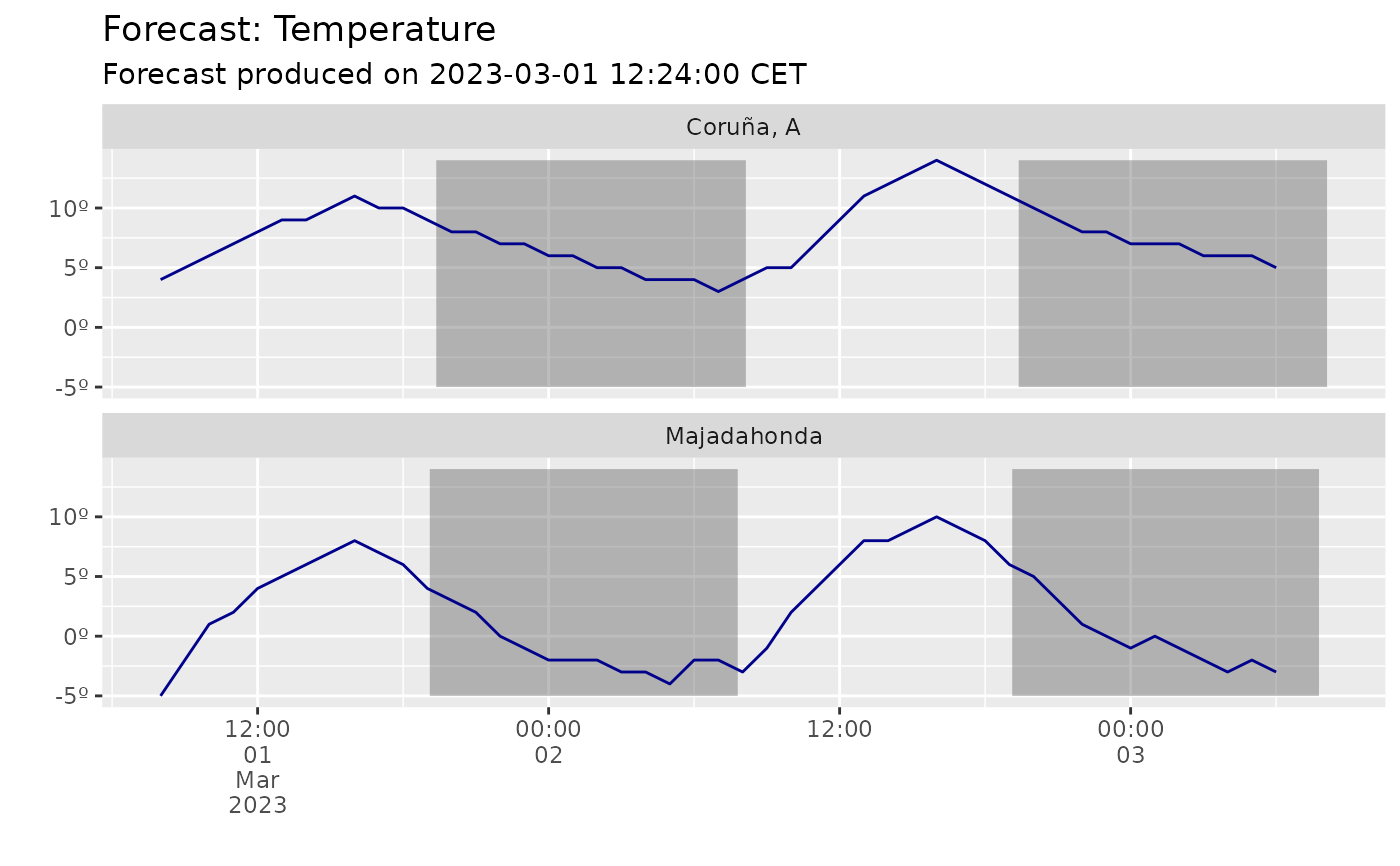 Forecast: Temperature
Forecast produced on 2023-03-01 12:24:00 CET
Coruña, A
10º
5º
0º
-5º
Majadahonda
10º
5º
0º
-5º
12:00 00:00 12:00 00:00
01 02 03
Mar
2023